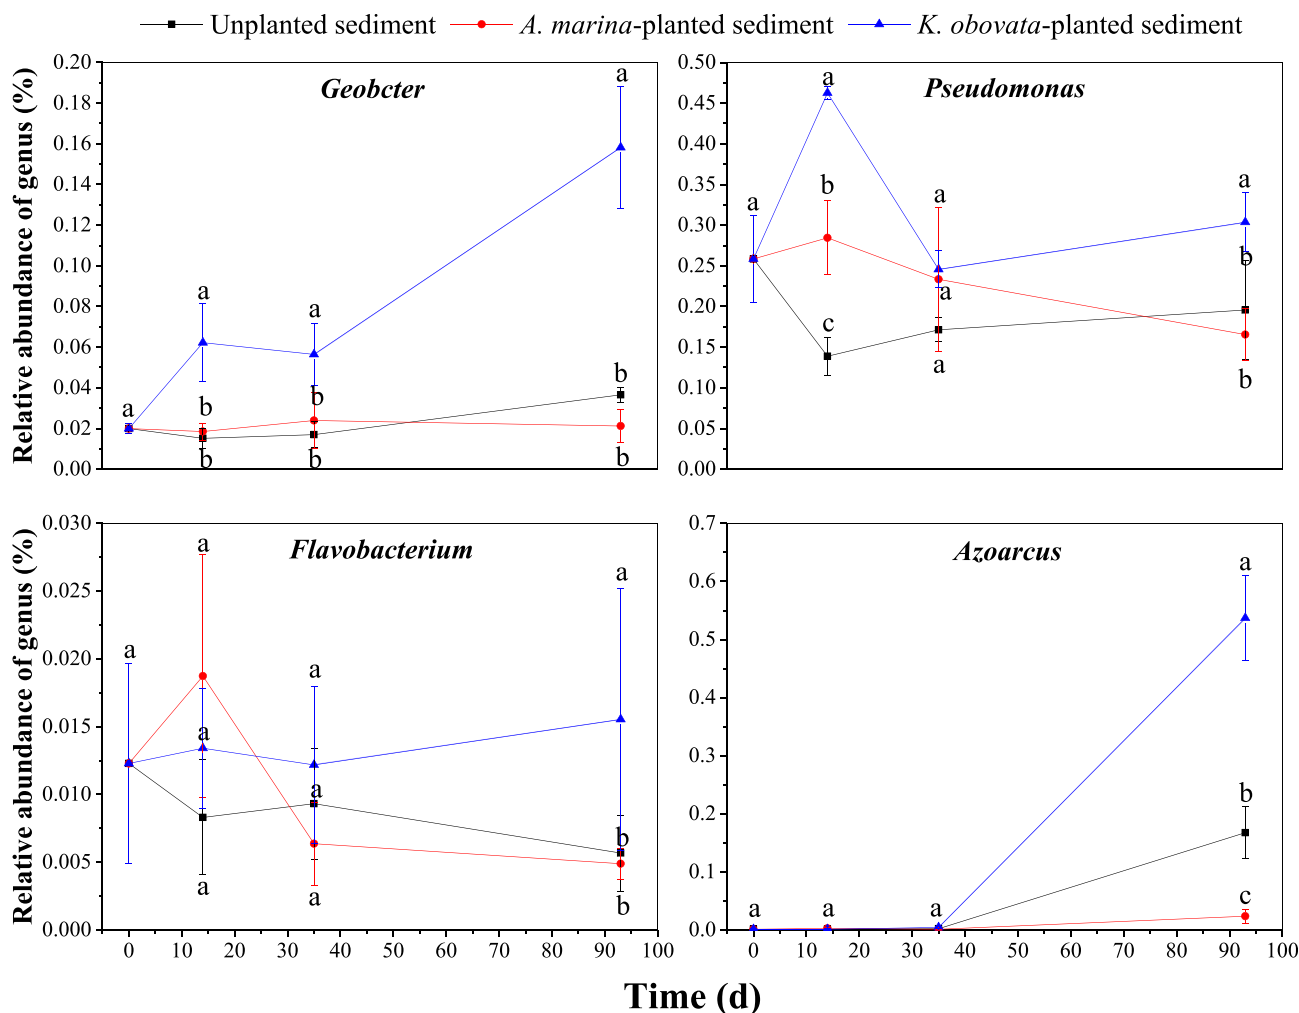 Unplanted sediment A. marina-planted sediment K. obovata-planted sediment
Relative abundance of genus (%)
0.20
0.18
0.16
0.14
0.12
0.10
0.08
0.06
0.04
0.02
0.00
Geobcter
a
a
b
b
a
b
b
a
b
b
0.50
0.45
0.40
0.35
0.30
0.25
0.20
0.15
0.10
0.05
0.00
Pseudomonas
a
a
b
c
a
a
a
a
b
b
Relative abundance of genus (%)
0.030
0.025
0.020
0.015
0.010
0.005
0.000
Flavobacterium
a
a
a
a
a
a
a
a
b
b
0 10 20 30 40 50 60 70 80 90 100
0.7
0.6
0.5
0.4
0.3
0.2
0.1
0.0
Azoarcus
a
a
a
a
b
c
0 10 20 30 40 50 60 70 80 90 100
Time (d)